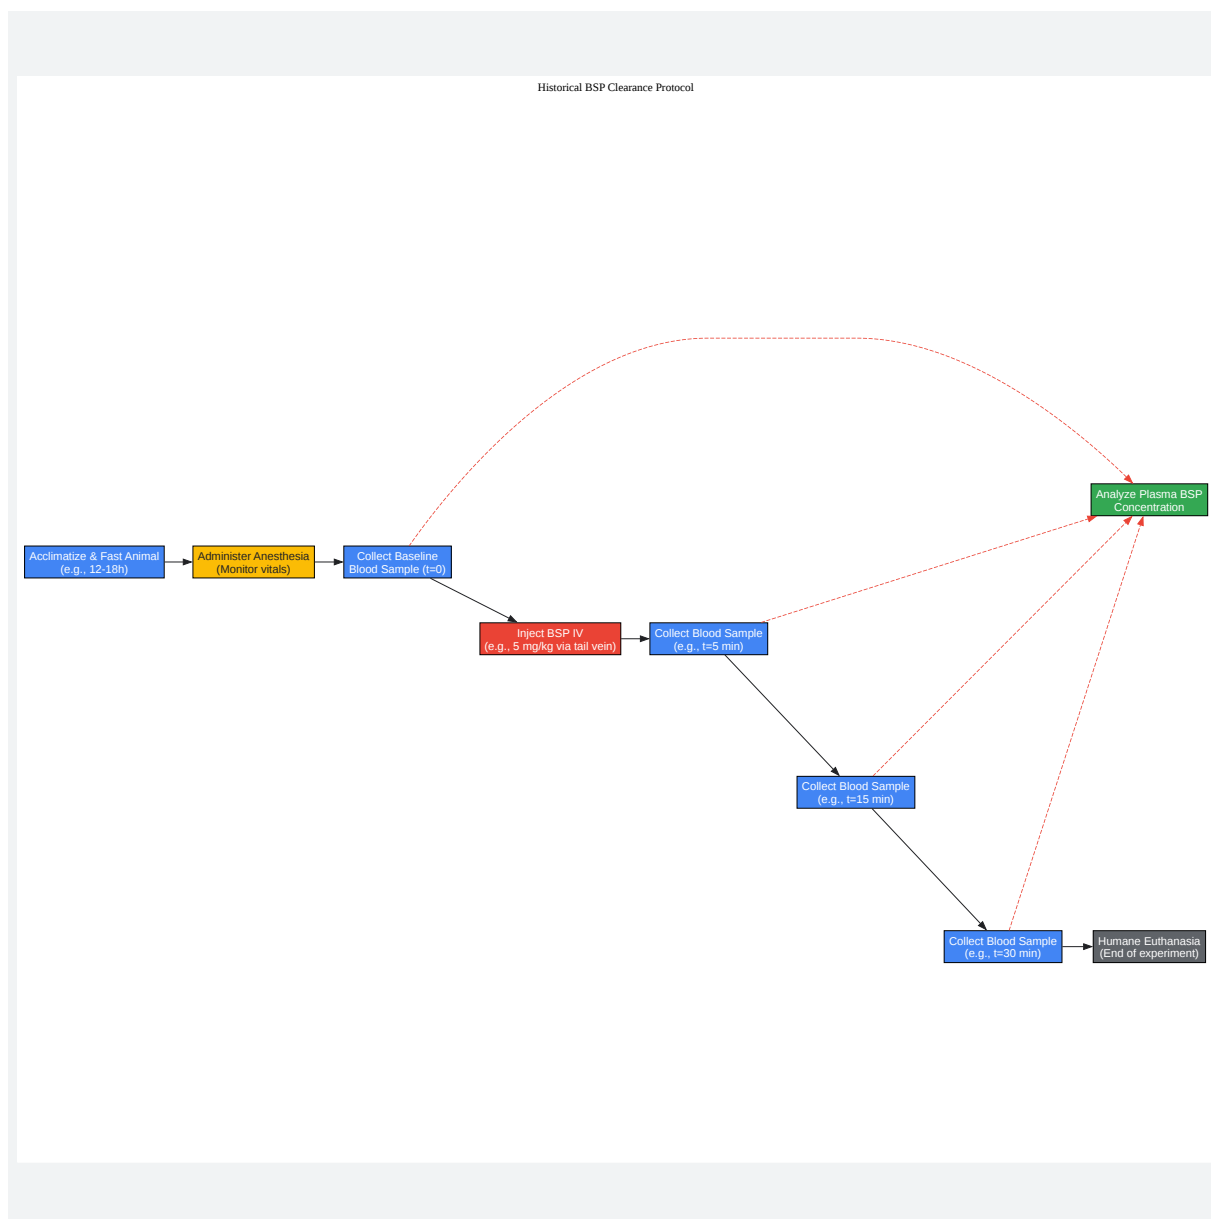 Historical BSP Clearance Protocol
Analyze Plasma BSP
Concentration
Acclimatize & Fast Animal
(e.g., 12-18h)
Administer Anesthesia
(Monitor vitals)
Collect Baseline
Blood Sample (t=0)
Inject BSP IV
(e.g., 5 mg/kg via tail vein)
Collect Blood Sample
(e.g., t=5 min)
Collect Blood Sample
(e.g., t=15 min)
Collect Blood Sample
(e.g., t=30 min)
Humane Euthanasia
(End of experiment)